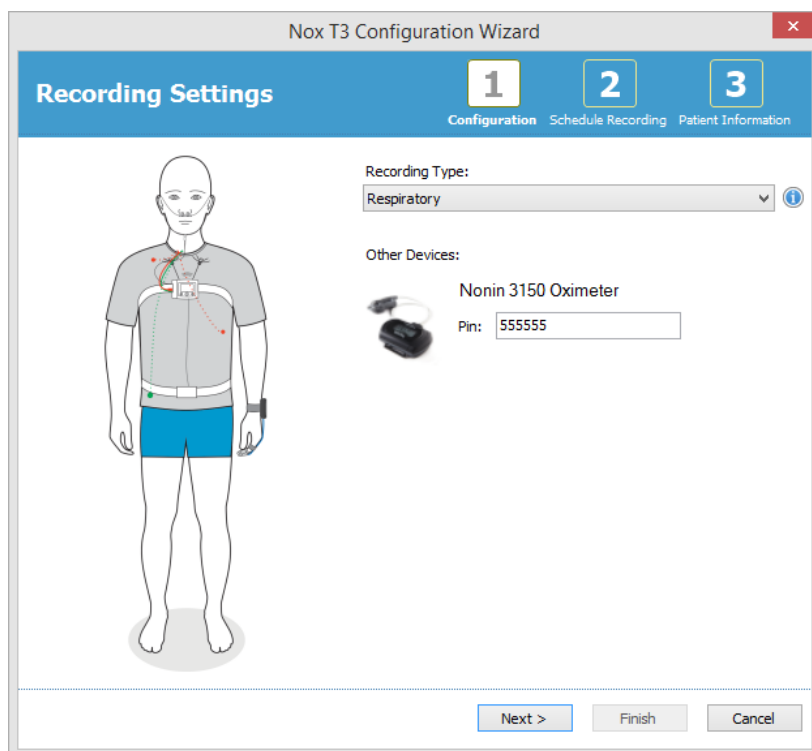 Nox T3 Configuration Wizard
Recording Settings
1
Configuration
2
Schedule Recording
3
Patient Information
Recording Type:
Respiratory
Other Devices:
Nonin 3150 Oximeter
Pin: 555555
Next >
Finish
Cancel